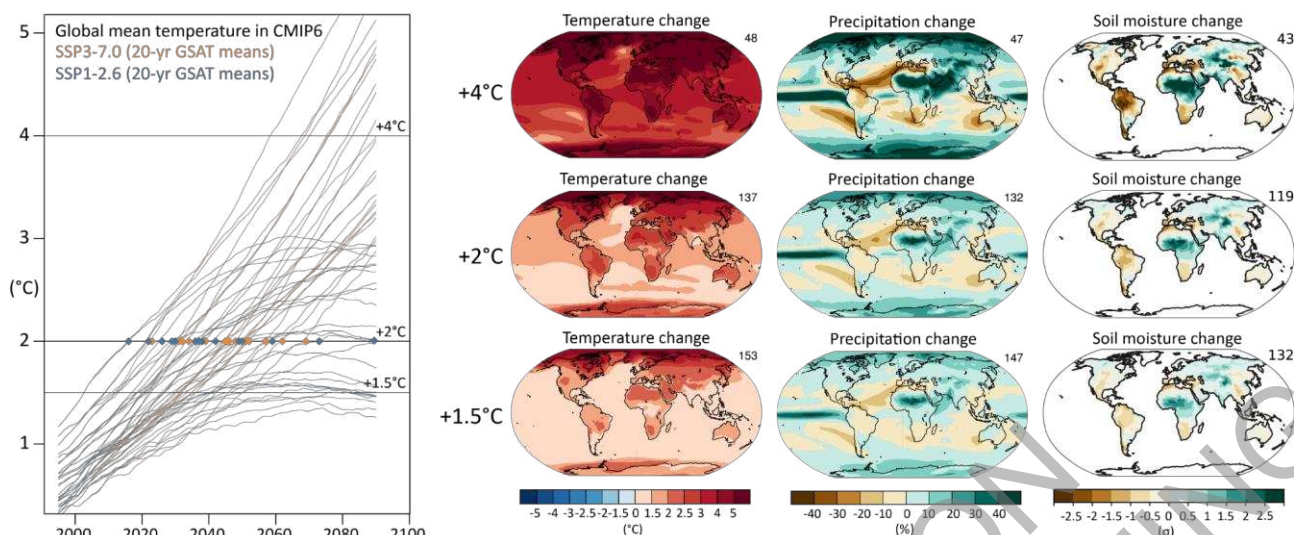 Global mean temperature in CMIP6
SSP3-7.0 (20-yr GSAT means)
SSP1-2.6 (20-yr GSAT means)
5
4
3
(°C)
2
1
+4°C
+2°C
+1.5°C
2000 2020 2040 2060 2080 2100
Temperature change Precipitation change Soil moisture change
48 47 43
+4°C
Temperature change Precipitation change Soil moisture change
137 132 119
+2°C
Temperature change Precipitation change Soil moisture change
153 147 132
+1.5°C
-5 -4 -3 -2.5 -2 -1.5 0 1.5 2 2.5 3 4 5
(°C)
-40 -30 -20 -10 0 10 20 30 40
(%)
-2.5 -2 -1.5 -1 -0.5 0 0.5 1 1.5 2 2.5
(σ)